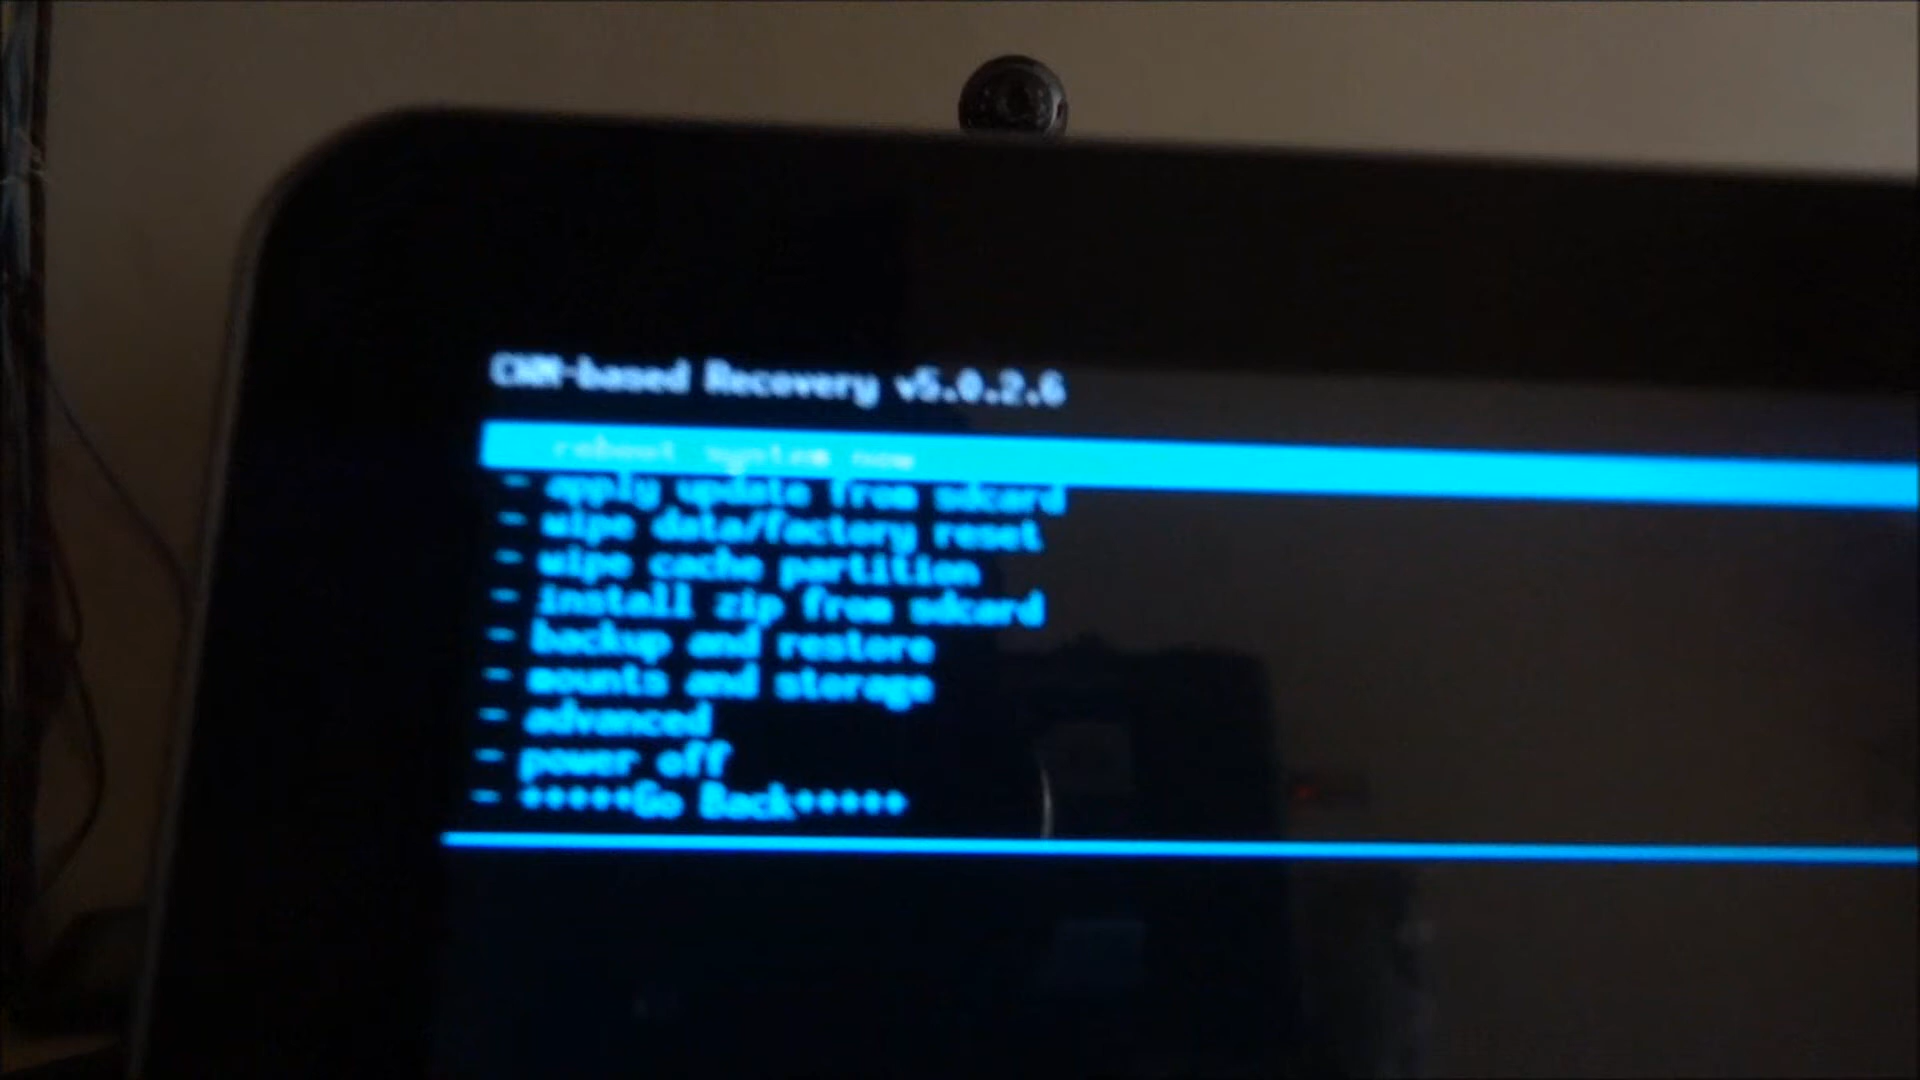 CWM-based Recovery v5.0.2.6
reboot system now
- apply update from sdcard
- wipe data/factory reset
- wipe cache partition
- install zip from sdcard
- backup and restore
- mounts and storage
- advanced
- power off
- +++++Go Back+++++